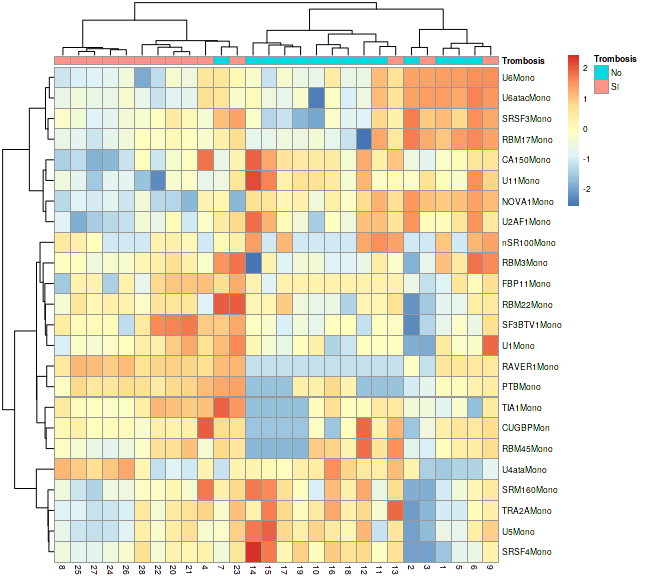 Trombosis
U6Mono
U6atacMono
SRSF3Mono
RBM17Mono
CA150Mono
U11Mono
NOVA1Mono
U2AF1Mono
nSR100Mono
RBM3Mono
FBP11Mono
RBM22Mono
SF3BTV1Mono
U1Mono
RAVER1Mono
PTBMono
TIA1Mono
CUGBPMon
RBM45Mono
U4ataMono
SRM160Mono
TRA2AMono
U5Mono
SRSF4Mono
8 25 27 24 26 28 22 20 21 4 7 23 14 15 17 19 10 16 18 12 11 13 2 3 1 5 6 9
2
1
0
-1
-2
Trombosis
No
SI